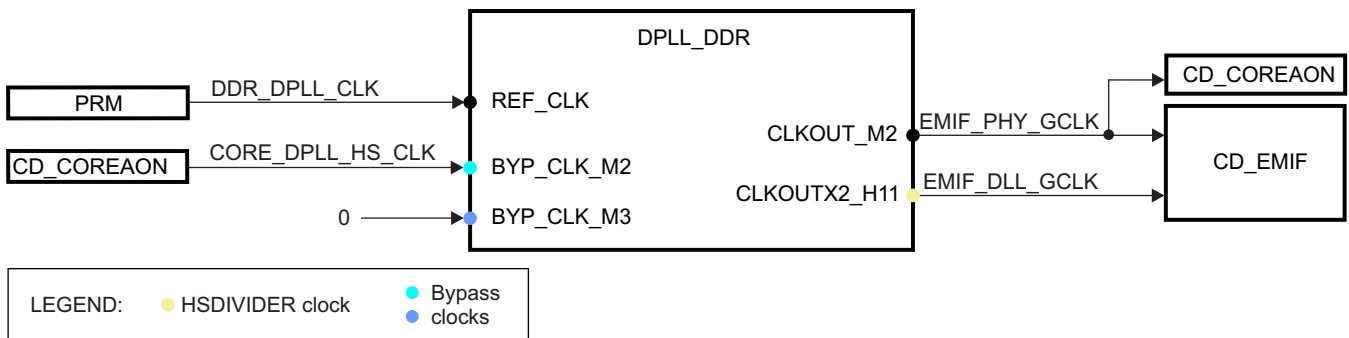 DPLL_DDR
PRM
DDR_DPLL_CLK
REF_CLK
CD_COREAON
CORE_DPLL_HS_CLK
BYP_CLK_M2
0
BYP_CLK_M3
CLKOUT_M2
EMIF_PHY_GCLK
CD_COREAON
CLKOUTX2_H11
EMIF_DLL_GCLK
CD_EMIF
LEGEND:
HSDIVIDER clock
Bypass
clocks